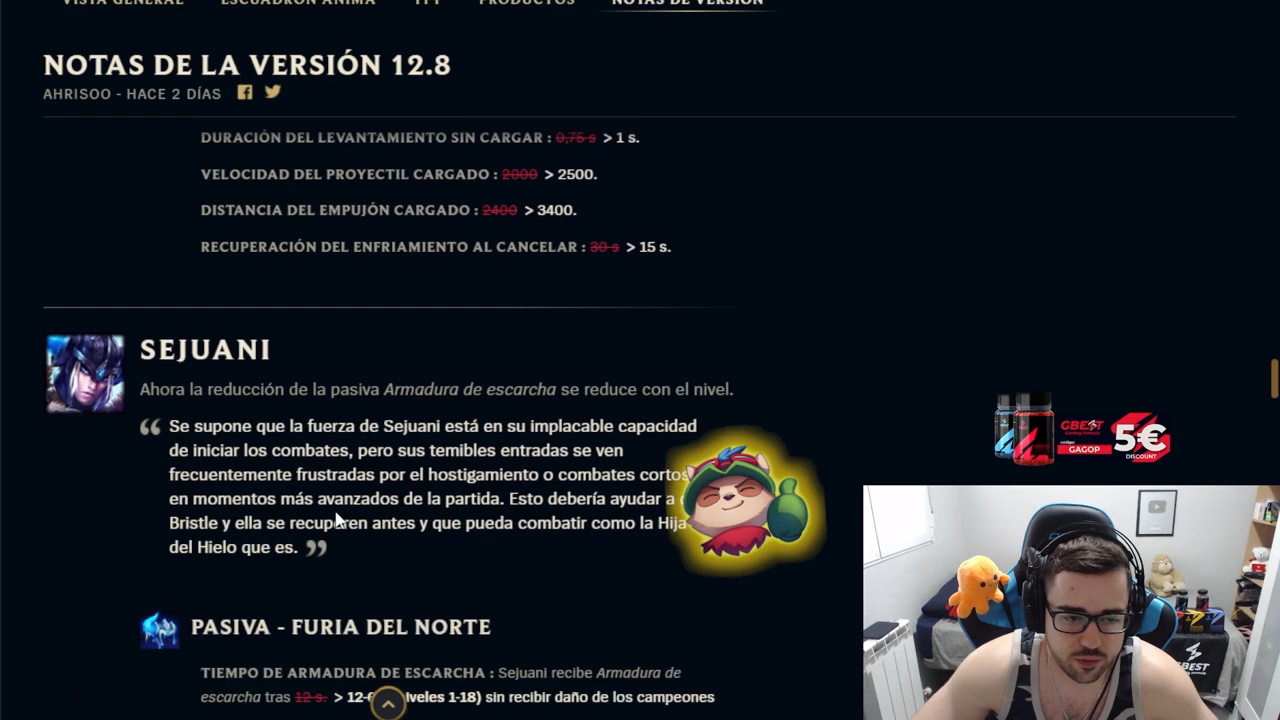 VISTA GENERAL ESCUADRÓN ANIMA TFT PRODUCTOS NOTAS DE VERSIÓN
NOTAS DE LA VERSIÓN 12.8
AHRISOO - HACE 2 DÍAS
DURACIÓN DEL LEVANTAMIENTO SIN CARGAR : 0,75 s > 1 s.
VELOCIDAD DEL PROYECTIL CARGADO : 2000 > 2500.
DISTANCIA DEL EMPUJÓN CARGADO : 2400 > 3400.
RECUPERACIÓN DEL ENFRIAMIENTO AL CANCELAR : 30 s > 15 s.
SEJUANI
Ahora la reducción de la pasiva Armadura de escarcha se reduce con el nivel.
“ Se supone que la fuerza de Sejuani está en su implacable capacidad
de iniciar los combates, pero sus temibles entradas se ven
frecuentemente frustradas por el hostigamiento o combates cortos
en momentos más avanzados de la partida. Esto debería ayudar a
Bristle y ella se recuperen antes y que pueda combatir como la Hija
del Hielo que es. ”
PASIVA - FURIA DEL NORTE
TIEMPO DE ARMADURA DE ESCARCHA : Sejuani recibe Armadura de
escarcha tras 12 s. > 12-6 (niveles 1-18) sin recibir daño de los campeones
GBEST
código:
GAGOP
5€
DISCOUNT
GBEST